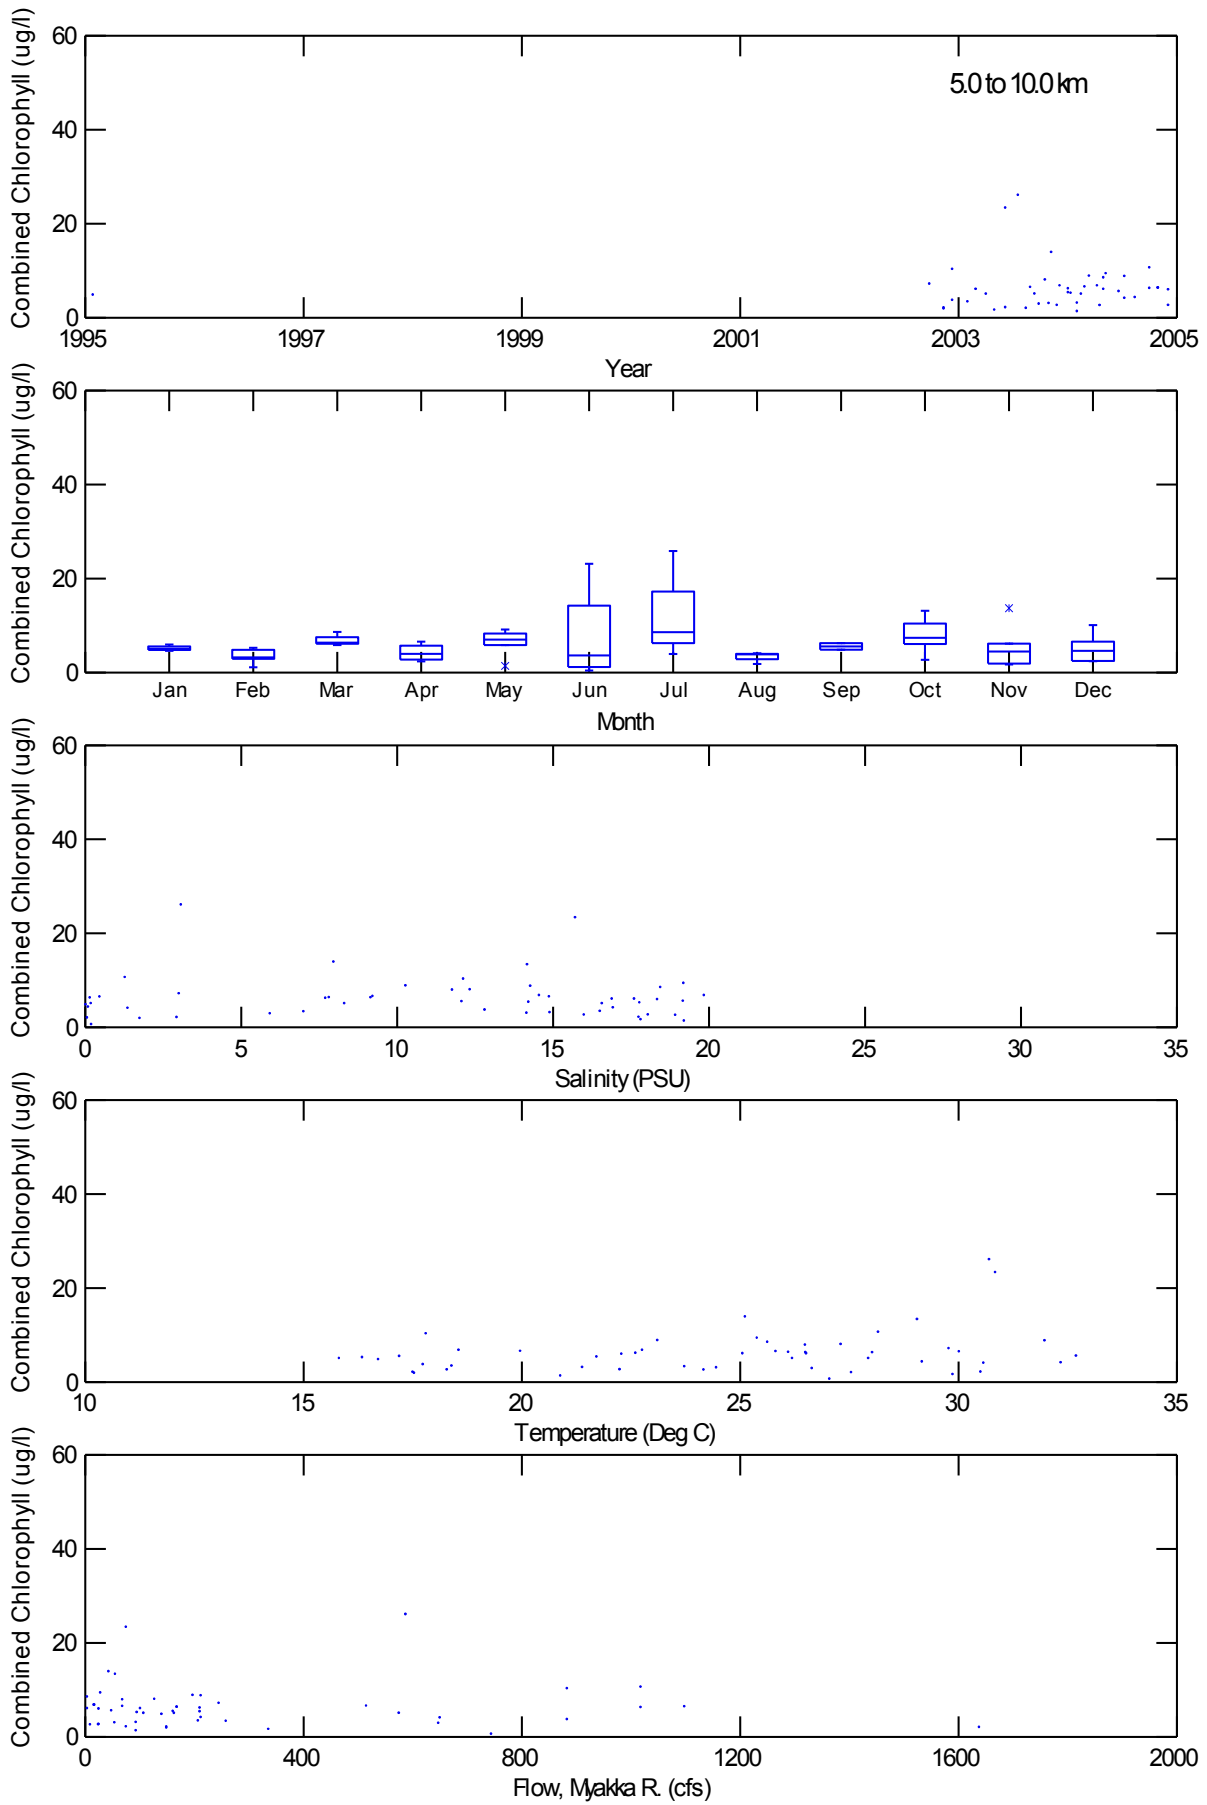 Combined Chlorophyll (ug/l)
60
40
20
0
5.0 to 10.0 km
1995 1997 1999 2001 2003 2005
Year
Combined Chlorophyll (ug/l)
60
40
20
0
Jan Feb Mar Apr May Jun Jul Aug Sep Oct Nov Dec
Month
Combined Chlorophyll (ug/l)
60
40
20
0
0 5 10 15 20 25 30 35
Salinity (PSU)
Combined Chlorophyll (ug/l)
60
40
20
0
10 15 20 25 30 35
Temperature (Deg C)
Combined Chlorophyll (ug/l)
60
40
20
0
0 400 800 1200 1600 2000
Flow, Myakka R. (cfs)